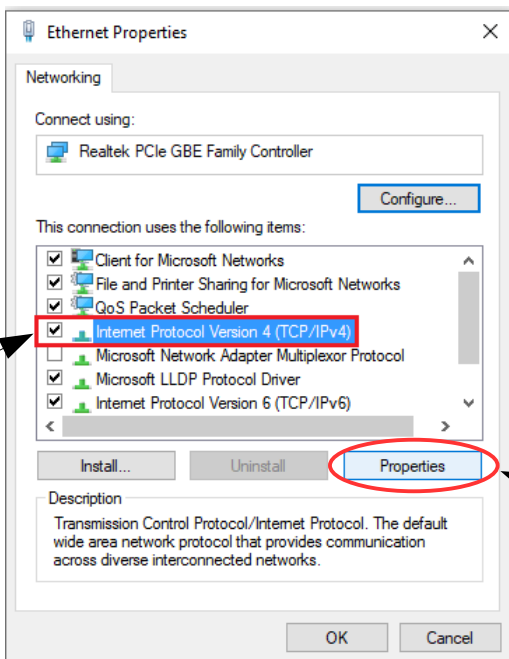 Ethernet Properties
Networking
Connect using:
Realtek PCIe GBE Family Controller
Configure...
This connection uses the following items:
Client for Microsoft Networks
File and Printer Sharing for Microsoft Networks
QoS Packet Scheduler
Internet Protocol Version 4 (TCP/IPv4)
Microsoft Network Adapter Multiplexor Protocol
Microsoft LLDP Protocol Driver
Internet Protocol Version 6 (TCP/IPv6)
Install... Uninstall Properties
Description
Transmission Control Protocol/Internet Protocol. The default
wide area network protocol that provides communication
across diverse interconnected networks.
OK Cancel